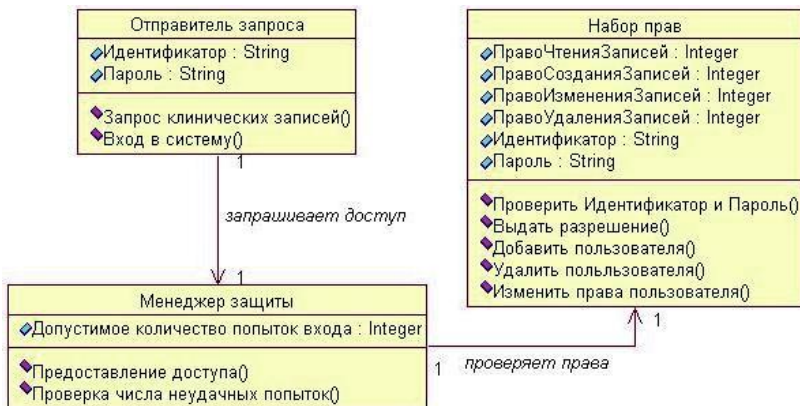 Отправитель запроса
Идентификатор : String
Пароль : String
Запрос клинических записей()
Вход в систему()
1
запрашивает доступ
1
Менеджер защиты
Допустимое количество попыток входа : Integer
Предоставление доступа()
Проверка числа неудачных попыток()
1
проверяет права
1
Набор прав
ПравоЧтенияЗаписей : Integer
ПравоСозданияЗаписей : Integer
ПравоИзмененияЗаписей : Integer
ПравоУдаленияЗаписей : Integer
Идентификатор : String
Пароль : String
Проверить Идентификатор и Пароль()
Выдать разрешение()
Добавить пользователя()
Удалить польльзователя()
Изменить права пользователя()